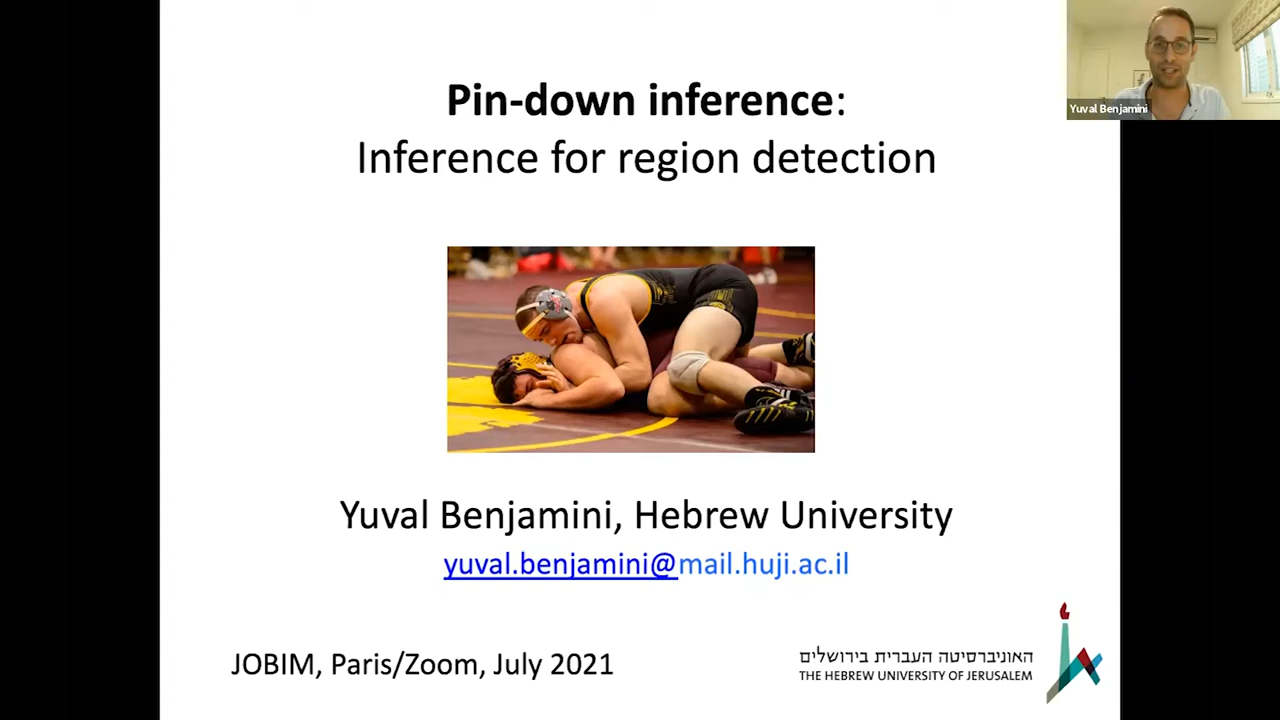 Pin-down inference:
Inference for region detection
Yuval Benjamini
Yuval Benjamini, Hebrew University
yuval.benjamini@mail.huji.ac.il
JOBIM, Paris/Zoom, July 2021
האוניברסיטה העברית בירושלים
THE HEBREW UNIVERSITY OF JERUSALEM